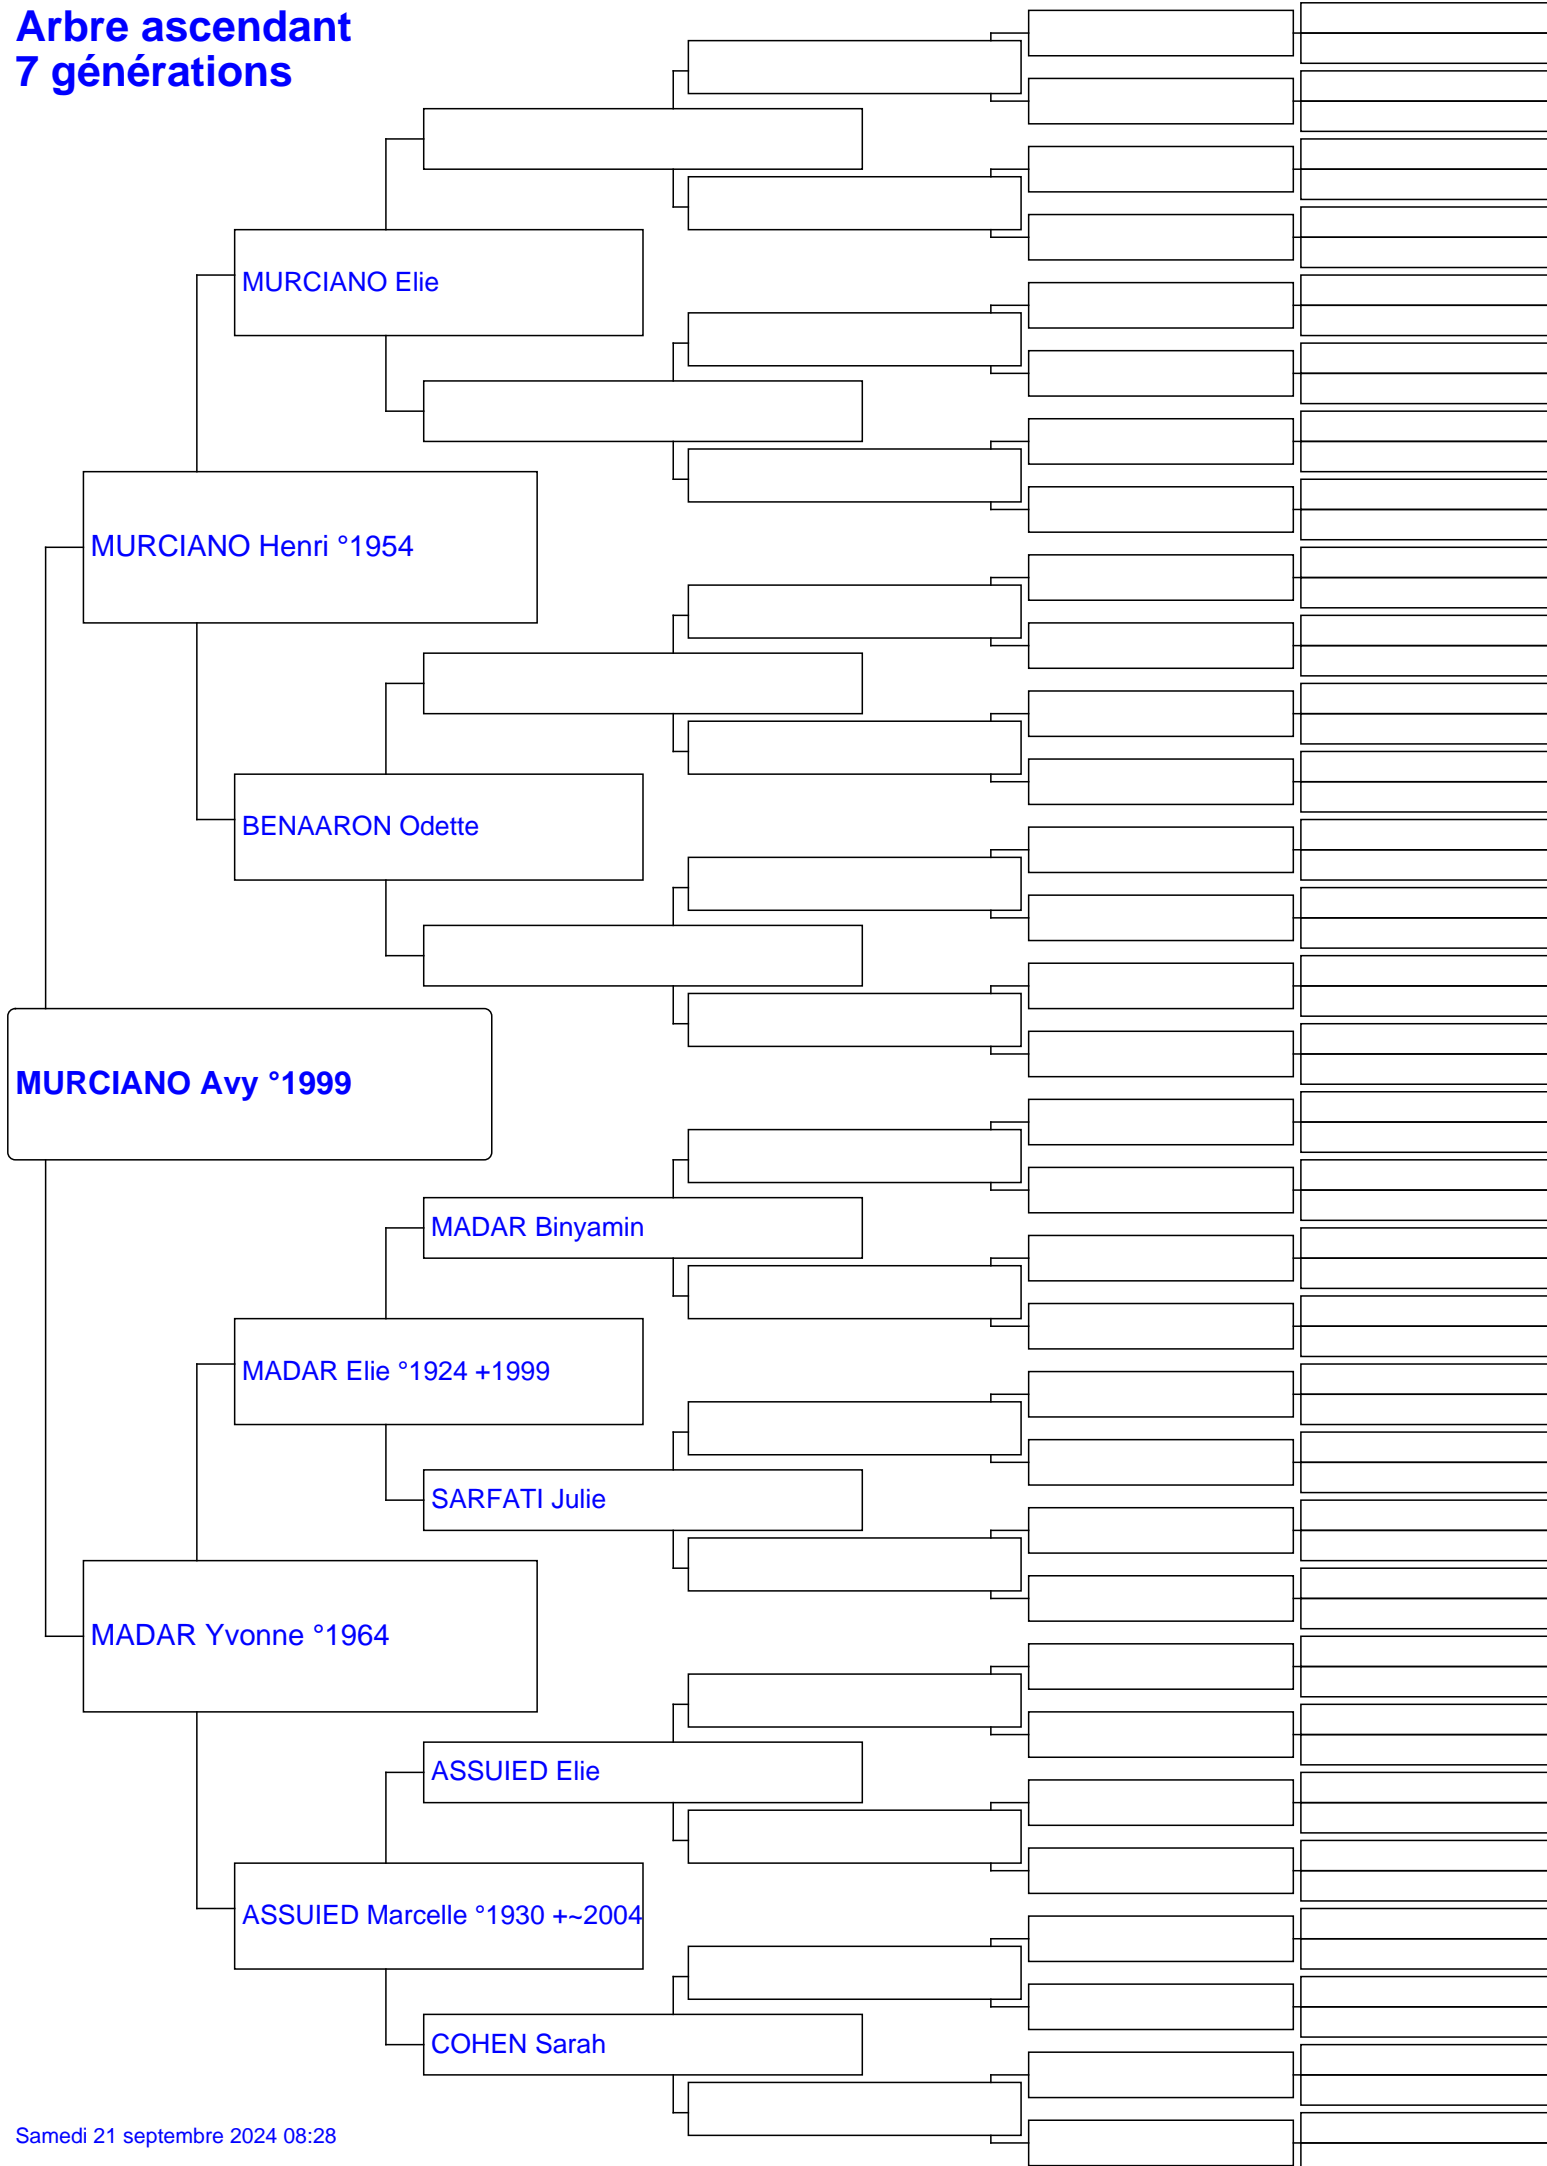 Arbre ascendant
7 générations
MURCIANO Elie
MURCIANO Henri °1954
BENAARON Odette
MURCIANO Avy °1999
MADAR Binyamin
MADAR Elie °1924 +1999
SARFATI Julie
MADAR Yvonne °1964
ASSUIED Elie
ASSUIED Marcelle °1930 +~2004
COHEN Sarah
Samedi 21 septembre 2024 08:28